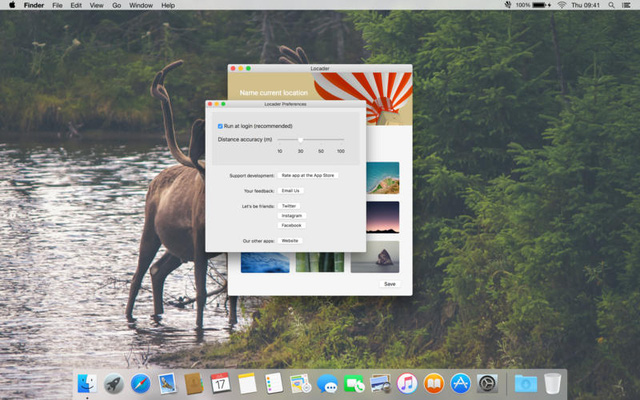 Finder File Edit View Go Window Help 100% Thu 09:41
Locader
Name current location
Locader Preferences
Run at login (recommended)
Distance accuracy (m)
10 30 50 100
Support development: Rate app at the App Store
Your feedback: Email Us
Let's be friends: Twitter
Instagram
Facebook
Our other apps: Website
Save
17